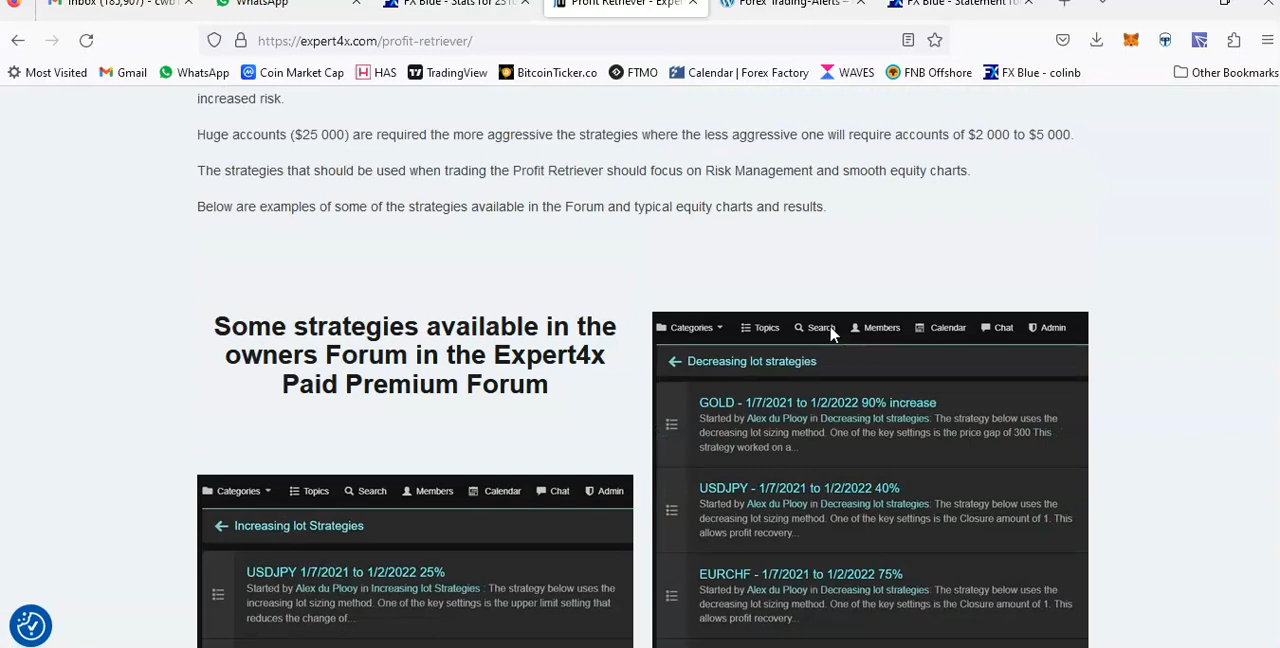 Inbox (185,907) - cwb
WhatsApp
FX Blue - Stats for 2510
Profit Retriever - Exper
Forex Trading-Alerts –
FX Blue - Statement fo
https://expert4x.com/profit-retriever/
Most Visited
Gmail
WhatsApp
Coin Market Cap
HAS
TradingView
BitcoinTicker.co
FTMO
Calendar | Forex Factory
WAVES
FNB Offshore
FX Blue - colinb
Other Bookmarks
increased risk.
Huge accounts ($25 000) are required the more aggressive the strategies where the less aggressive one will require accounts of $2 000 to $5 000.
The strategies that should be used when trading the Profit Retriever should focus on Risk Management and smooth equity charts.
Below are examples of some of the strategies available in the Forum and typical equity charts and results.
Some strategies available in the
owners Forum in the Expert4x
Paid Premium Forum
Categories Topics Search Members Calendar Chat Admin
Increasing lot Strategies
USDJPY 1/7/2021 to 1/2/2022 25%
Started by Alex du Plooy in Increasing lot Strategies : The strategy below uses the
increasing lot sizing method. One of the key settings is the upper limit setting that
reduces the change of...
Categories Topics Search Members Calendar Chat Admin
Decreasing lot strategies
GOLD - 1/7/2021 to 1/2/2022 90% increase
Started by Alex du Plooy in Decreasing lot strategies: The strategy below uses the
decreasing lot sizing method. One of the key settings is the price gap of 300 This
strategy worked on a...
USDJPY - 1/7/2021 to 1/2/2022 40%
Started by Alex du Plooy in Decreasing lot strategies: The strategy below uses the
decreasing lot sizing method. One of the key settings is the Closure amount of 1. This
allows profit recovery...
EURCHF - 1/7/2021 to 1/2/2022 75%
Started by Alex du Plooy in Decreasing lot strategies: The strategy below uses the
decreasing lot sizing method. One of the key settings is the Closure amount of 1. This
allows profit recovery...